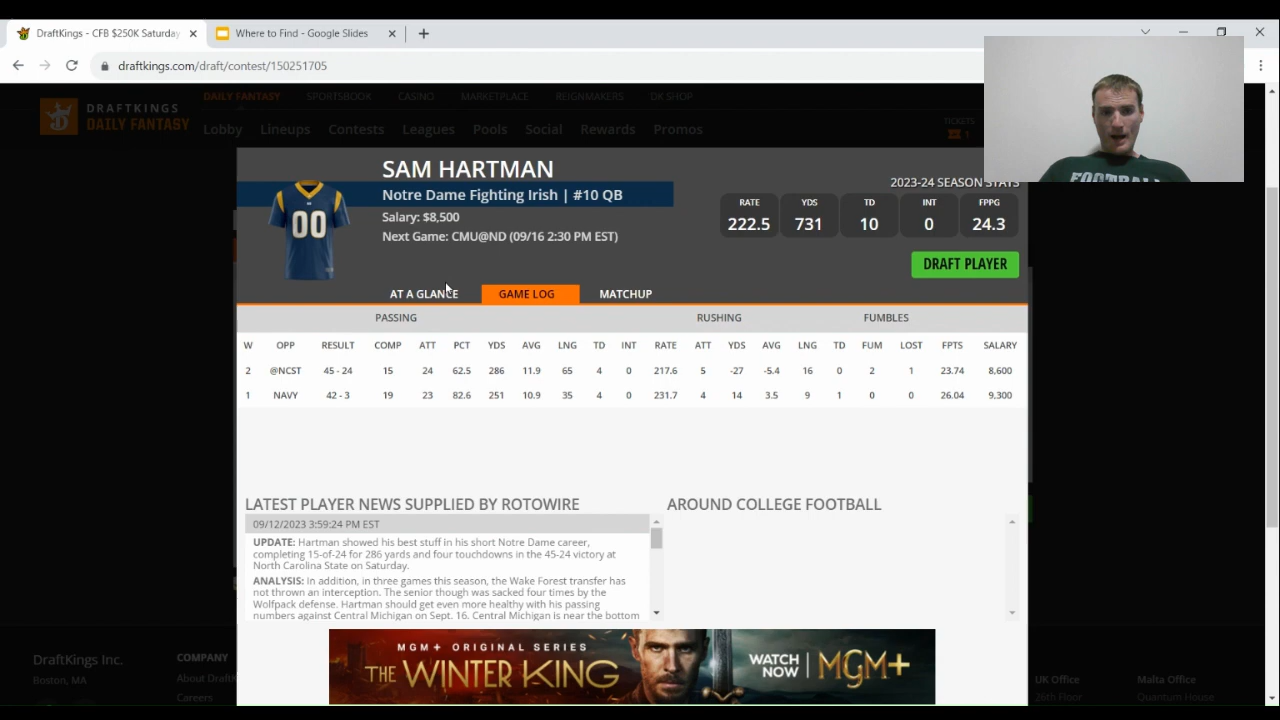 DraftKings - CFB $250K Saturday
Where to Find - Google Slides
draftkings.com/draft/contest/150251705
DRAFTKINGS
DAILY FANTASY
DAILY FANTASY SPORTSBOOK CASINO MARKETPLACE REIGNMAKERS DK SHOP
Lobby Lineups Contests Leagues Pools Social Rewards Promos
TICKETS
1
SAM HARTMAN
Notre Dame Fighting Irish | #10 QB
Salary: $8,500
Next Game: CMU@ND (09/16 2:30 PM EST)
00
2023-24 SEASON STATS
RATE YDS TD INT FPPG
222.5 731 10 0 24.3
DRAFT PLAYER
FOOTBALL
AT A GLANCE GAME LOG MATCHUP
PASSING RUSHING FUMBLES
W OPP RESULT COMP ATT PCT YDS AVG LNG TD INT RATE ATT YDS AVG LNG TD FUM LOST FPTS SALARY
2 @NCST 45 - 24 15 24 62.5 286 11.9 65 4 0 217.6 5 -27 -5.4 16 0 2 1 23.74 8,600
1 NAVY 42 - 3 19 23 82.6 251 10.9 35 4 0 231.7 4 14 3.5 9 1 0 0 26.04 9,300
LATEST PLAYER NEWS SUPPLIED BY ROTOWIRE
AROUND COLLEGE FOOTBALL
09/12/2023 3:59:24 PM EST
UPDATE: Hartman showed his best stuff in his short Notre Dame career,
completing 15-of-24 for 286 yards and four touchdowns in the 45-24 victory at
North Carolina State on Saturday.
ANALYSIS: In addition, in three games this season, the Wake Forest transfer has
not thrown an interception. The senior though was sacked four times by the
Wolfpack defense. Hartman should get even more healthy with his passing
numbers against Central Michigan on Sept. 16. Central Michigan is near the bottom
MGM+ ORIGINAL SERIES
THE WINTER KING
WATCH
NOW
MGM+
DraftKings Inc.
Boston, MA
COMPANY
About DraftK
Careers
UK Office
26th Floor
Malta Office
Quantum House